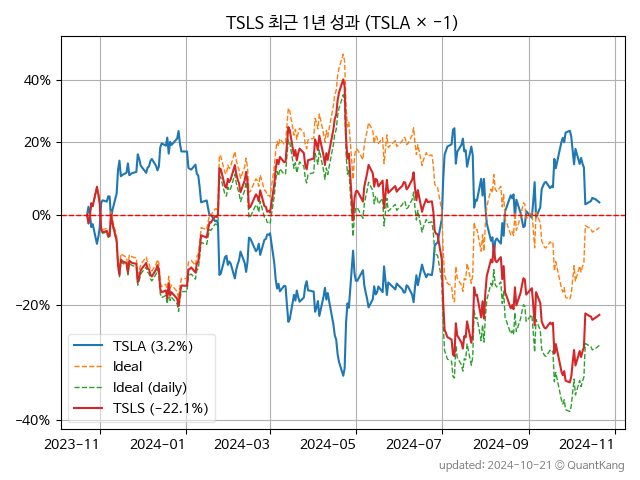 TSLS 최근 1년 성과 (TSLA × −1)
40%
20%
0%
−20%
−40%
TSLA (3.2%)
Ideal
Ideal (daily)
TSLS (−22.1%)
2023-11 2024-01 2024-03 2024-05 2024-07 2024-09 2024-11
updated: 2024-10-21 © QuantKang